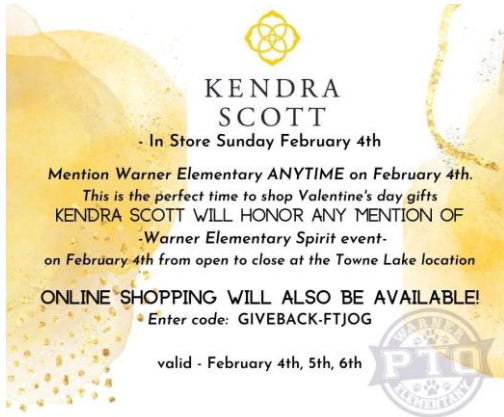 KENDRA
SCOTT
- In Store Sunday February 4th
Mention Warner Elementary ANYTIME on February 4th.
This is the perfect time to shop Valentine's day gifts
KENDRA SCOTT WILL HONOR ANY MENTION OF
-Warner Elementary Spirit event-
on February 4th from open to close at the Towne Lake location
ONLINE SHOPPING WILL ALSO BE AVAILABLE!
Enter code: GIVEBACK-FTJOG
valid - February 4th, 5th, 6th
WARNER
PTO
ELEMENTARY